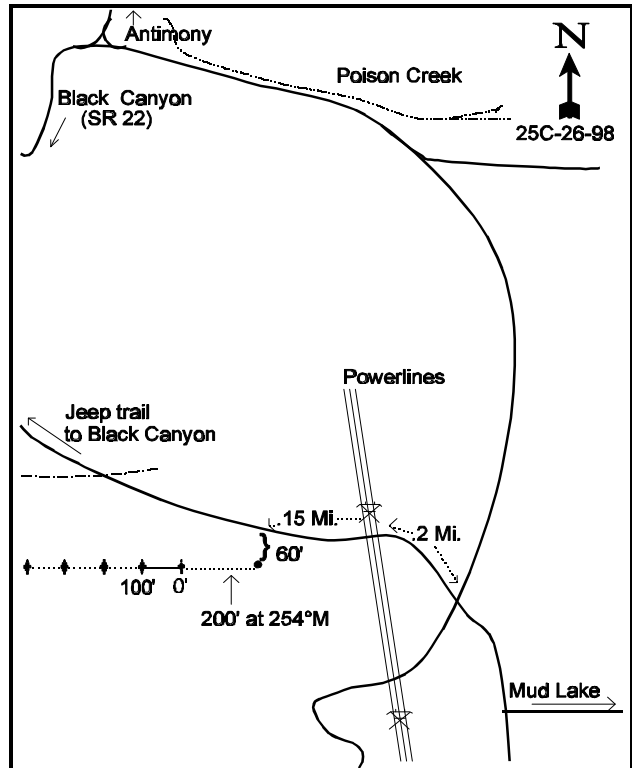 Antimony
N
Poison Creek
Black Canyon
(SR 22)
25C-26-98
Powerlines
Jeep trail
to Black Canyon
.15 Mi.
.2 Mi.
60'
100' 0'
200' at 254°M
Mud Lake